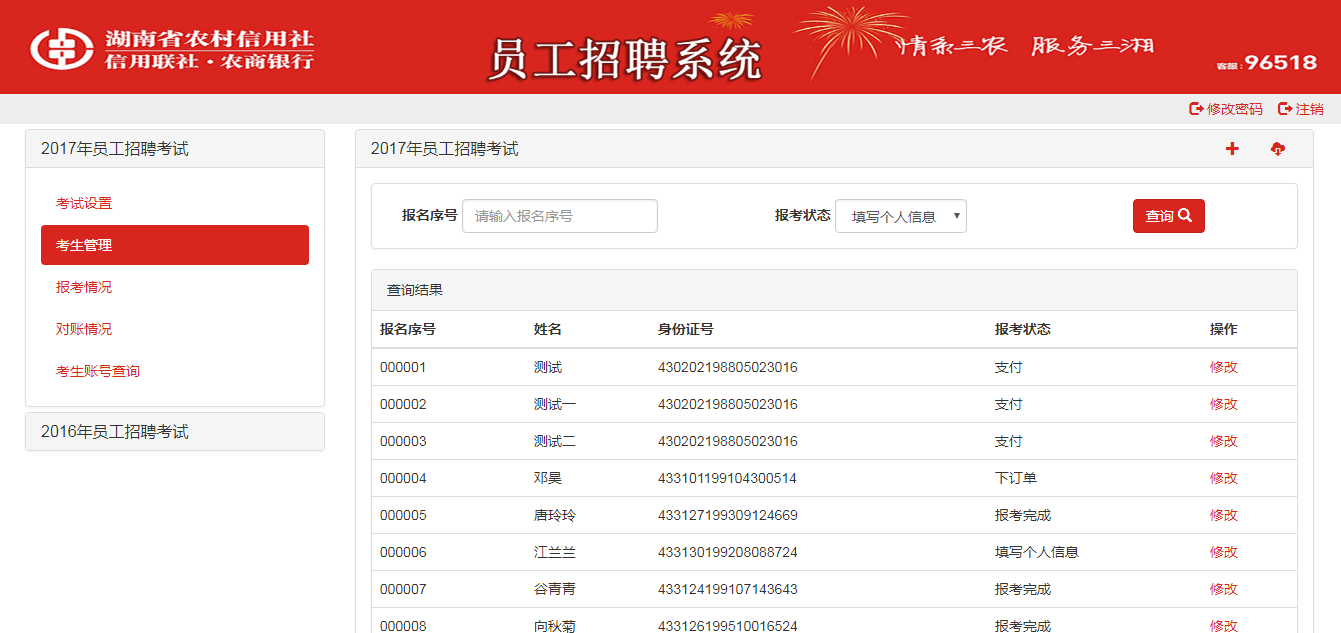 湖南省农村信用社
信用联社·农商银行
员工招聘系统
情系三农 服务三湘
客服:96518
修改密码 注销
2017年员工招聘考试
考试设置
考生管理
报考情况
对账情况
考生账号查询
2016年员工招聘考试
2017年员工招聘考试
报名序号 请输入报名序号 报考状态 填写个人信息 查询
查询结果
报名序号 姓名 身份证号 报考状态 操作
000001 测试 430202198805023016 支付 修改
000002 测试一 430202198805023016 支付 修改
000003 测试二 430202198805023016 支付 修改
000004 邓昊 433101199104300514 下订单 修改
000005 唐玲玲 433127199309124669 报考完成 修改
000006 江兰兰 433130199208088724 填写个人信息 修改
000007 谷青青 433124199107143643 报考完成 修改
000008 向秋菊 433126199510016524 报考完成 修改